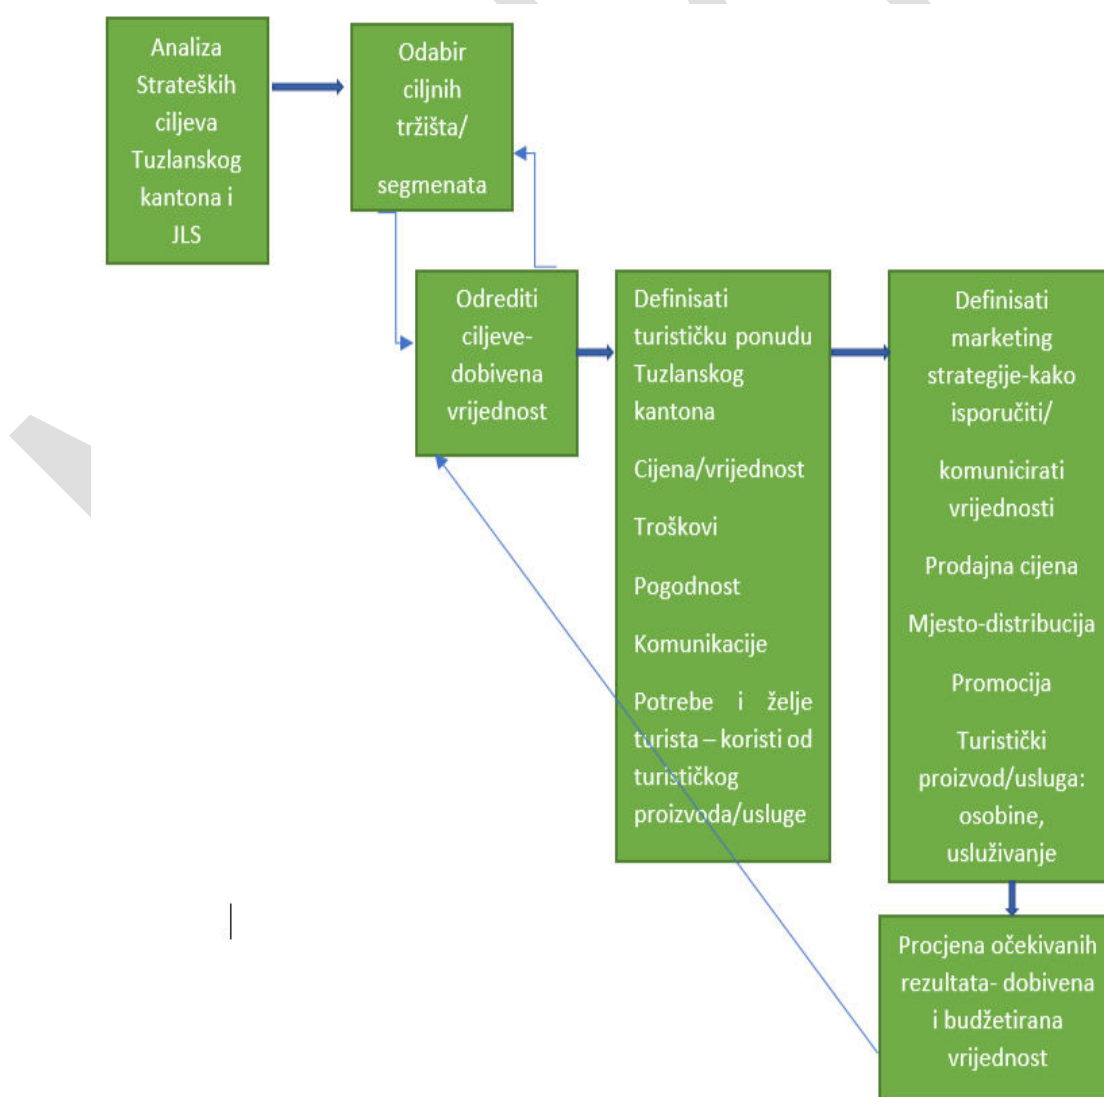 Analiza
Strateških
ciljeva
Tuzlanskog
kantona i
JLS
Odabir
ciljnih
tržišta/
segmenata
Odrediti
ciljeve-
dobivena
vrijednost
Definisati
turističku ponudu
Tuzlanskog
kantona
Cijena/vrijednost
Troškovi
Pogodnost
Komunikacije
Potrebe i želje
turista – koristi od
turističkog
proizvoda/usluge
Definisati
marketing
strategije-kako
isporučiti/
komunicirati
vrijednosti
Prodajna cijena
Mjesto-distribucija
Promocija
Turistički
proizvod/usluga:
osobine,
usluživanje
Procjena očekivanih
rezultata- dobivena
i budžetirana
vrijednost